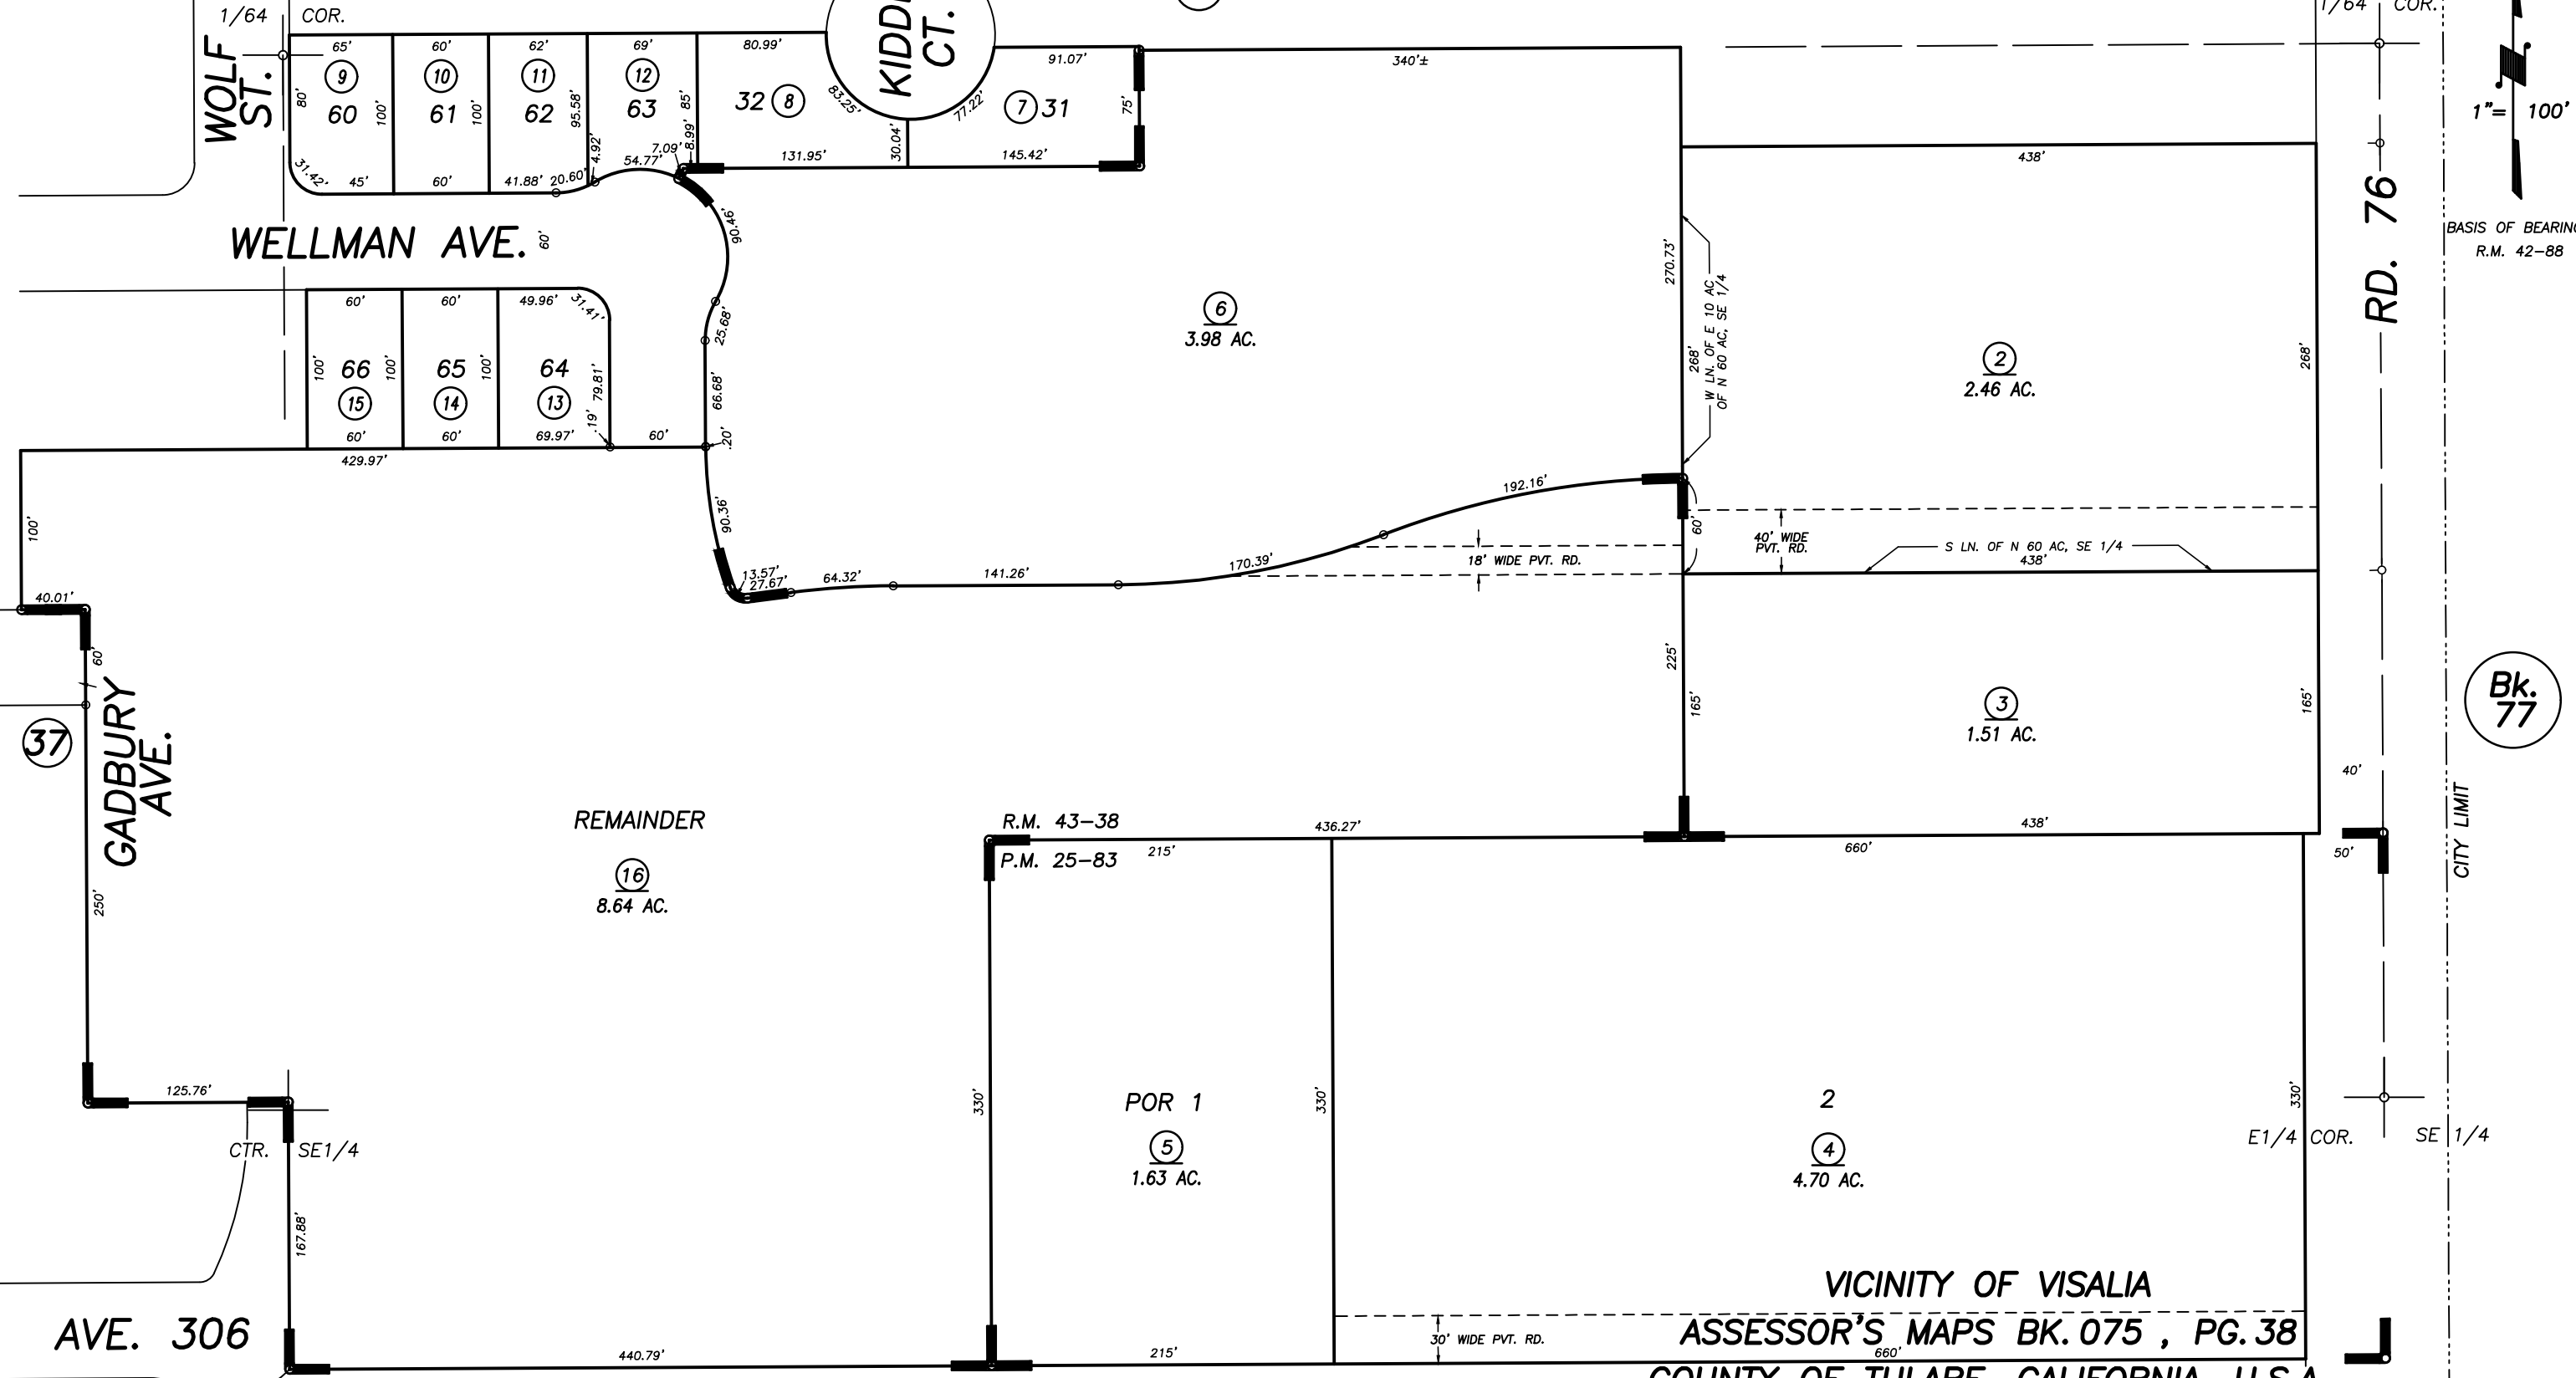 1/64 COR.
KIDD
CT.
1/64 COR.
WOLF
ST.
65'
60'
62'
69'
80.99'
91.07'
340'±
9
10
11
12
80'
60
100'
61
100'
62
95.58'
63
85'
32 8
83.25'
77.22'
7 31
75'
1"= 100'
4.92'
7.09'
8.99'
54.77'
131.95'
30.04'
145.42'
438'
31.42'
45'
60'
41.88'
20.60'
RD. 76
WELLMAN AVE.
60'
90.46'
BASIS OF BEARING
R.M. 42-88
270.73'
W LN. OF E 10 AC
OF N 60 AC, SE 1/4
60'
60'
49.96'
31.41'
25.68'
6
3.98 AC.
268'
2
2.46 AC.
268'
100'
66
100'
65
100'
64
79.81'
66.68'
15
14
13
.19'
60'
60'
69.97'
60'
.20'
429.97'
100'
90.36'
192.16'
60'
40' WIDE
PVT. RD.
S LN. OF N 60 AC, SE 1/4
438'
18' WIDE PVT. RD.
170.39'
13.57'
27.67'
64.32'
141.26'
40.01'
60'
225'
165'
3
1.51 AC.
165'
Bk.
77
37
GADBURY
AVE.
40'
CITY LIMIT
REMAINDER
16
8.64 AC.
R.M. 43-38
436.27'
438'
P.M. 25-83
215'
660'
50'
250'
125.76'
330'
POR 1
5
1.63 AC.
330'
2
4
4.70 AC.
330'
CTR. SE1/4
E1/4 COR. SE 1/4
167.88'
VICINITY OF VISALIA
AVE. 306
30' WIDE PVT. RD.
ASSESSOR'S MAPS BK. 075 , PG. 38
440.79'
215'
660'
COUNTY OF TULARE, CALIFORNIA, U.S.A.